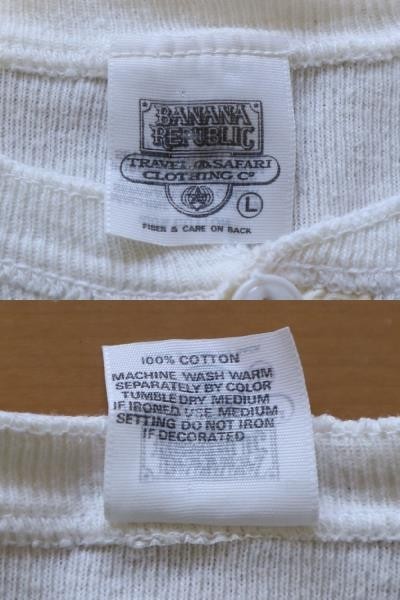 BANANA
REPUBLIC
TRAVEL & SAFARI
CLOTHING Cº
L
FIBER & CARE ON BACK
100% COTTON
MACHINE WASH WARM
SEPARATELY BY COLOR
TUMBLE DRY MEDIUM
IF IRONED USE MEDIUM
SETTING DO NOT IRON
IF DECORATED